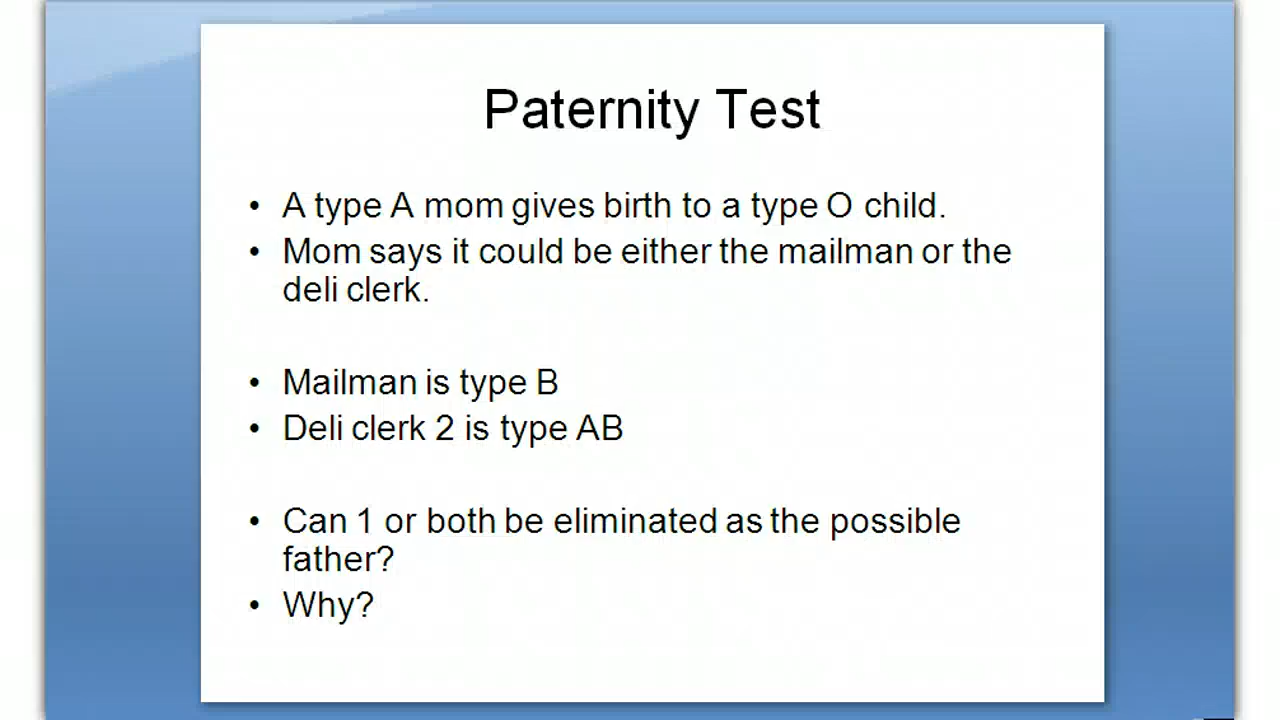 Paternity Test
• A type A mom gives birth to a type O child.
• Mom says it could be either the mailman or the
deli clerk.
• Mailman is type B
• Deli clerk 2 is type AB
• Can 1 or both be eliminated as the possible
father?
• Why?